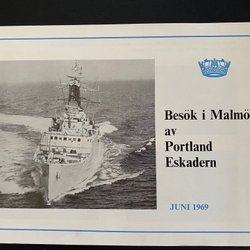 Besök i Malmö
av
Portland
Eskadern
JUNI 1969